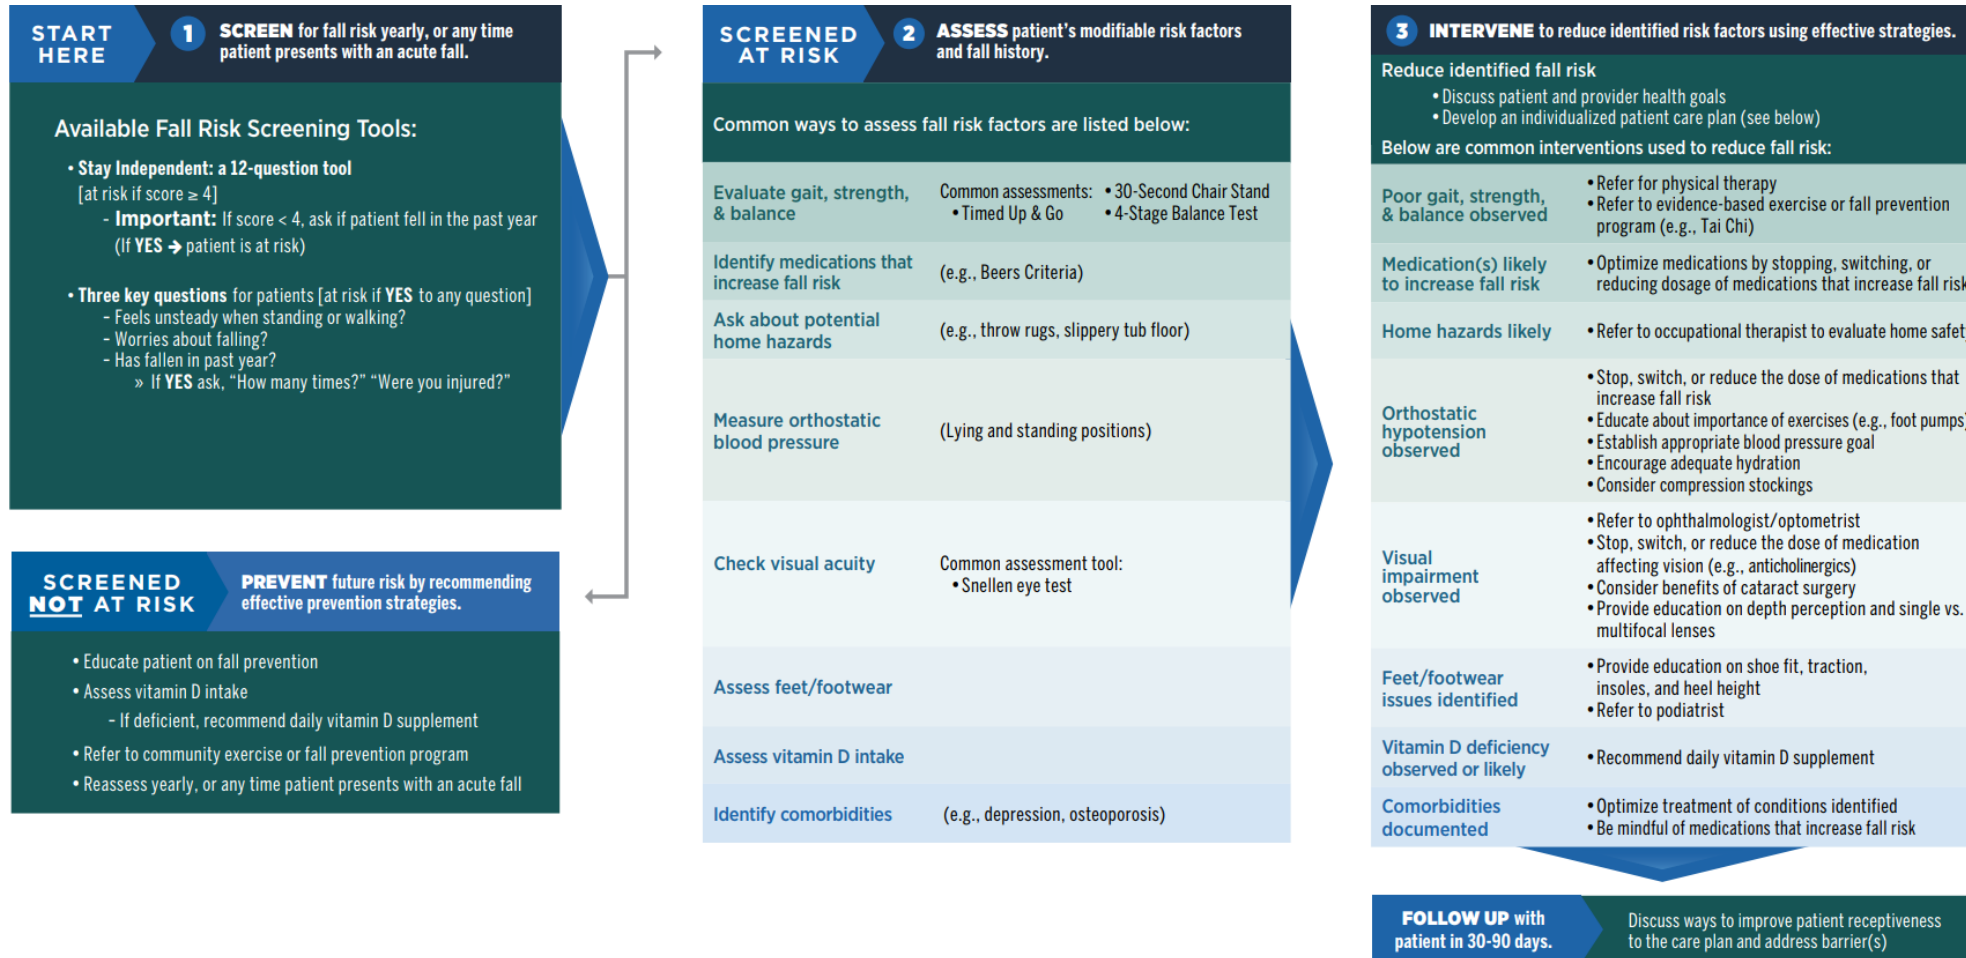 START
HERE
1
SCREEN for fall risk yearly, or any time
patient presents with an acute fall.
Available Fall Risk Screening Tools:
• Stay Independent: a 12-question tool
[at risk if score ≥ 4]
- Important: If score < 4, ask if patient fell in the past year
(If YES ➔ patient is at risk)
• Three key questions for patients [at risk if YES to any question]
- Feels unsteady when standing or walking?
- Worries about falling?
- Has fallen in past year?
» If YES ask, “How many times?” “Were you injured?”
SCREENED
NOT AT RISK
PREVENT future risk by recommending
effective prevention strategies.
• Educate patient on fall prevention
• Assess vitamin D intake
- If deficient, recommend daily vitamin D supplement
• Refer to community exercise or fall prevention program
• Reassess yearly, or any time patient presents with an acute fall
SCREENED
AT RISK
2
ASSESS patient’s modifiable risk factors
and fall history.
Common ways to assess fall risk factors are listed below:
Evaluate gait, strength,
& balance
Common assessments:
• Timed Up & Go
• 30-Second Chair Stand
• 4-Stage Balance Test
Identify medications that
increase fall risk
(e.g., Beers Criteria)
Ask about potential
home hazards
(e.g., throw rugs, slippery tub floor)
Measure orthostatic
blood pressure
(Lying and standing positions)
Check visual acuity
Common assessment tool:
• Snellen eye test
Assess feet/footwear
Assess vitamin D intake
Identify comorbidities
(e.g., depression, osteoporosis)
3
INTERVENE to reduce identified risk factors using effective strategies.
Reduce identified fall risk
• Discuss patient and provider health goals
• Develop an individualized patient care plan (see below)
Below are common interventions used to reduce fall risk:
Poor gait, strength,
& balance observed
• Refer for physical therapy
• Refer to evidence-based exercise or fall prevention
program (e.g., Tai Chi)
Medication(s) likely
to increase fall risk
• Optimize medications by stopping, switching, or
reducing dosage of medications that increase fall risk
Home hazards likely
• Refer to occupational therapist to evaluate home safet
Orthostatic
hypotension
observed
• Stop, switch, or reduce the dose of medications that
increase fall risk
• Educate about importance of exercises (e.g., foot pumps)
• Establish appropriate blood pressure goal
• Encourage adequate hydration
• Consider compression stockings
Visual
impairment
observed
• Refer to ophthalmologist/optometrist
• Stop, switch, or reduce the dose of medication
affecting vision (e.g., anticholinergics)
• Consider benefits of cataract surgery
• Provide education on depth perception and single vs.
multifocal lenses
Feet/footwear
issues identified
• Provide education on shoe fit, traction,
insoles, and heel height
• Refer to podiatrist
Vitamin D deficiency
observed or likely
• Recommend daily vitamin D supplement
Comorbidities
documented
• Optimize treatment of conditions identified
• Be mindful of medications that increase fall risk
FOLLOW UP with
patient in 30-90 days.
Discuss ways to improve patient receptiveness
to the care plan and address barrier(s)